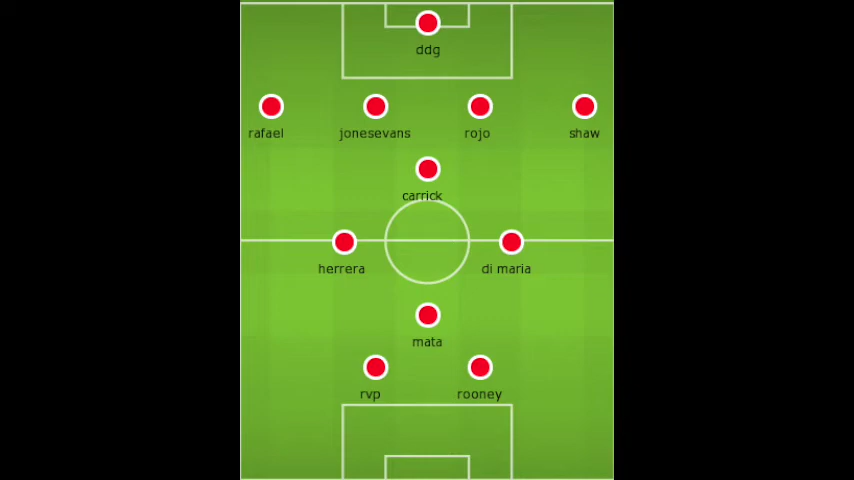 ddg
rafael
jonesevans
rojo
shaw
carrick
herrera
di maria
mata
rvp
rooney